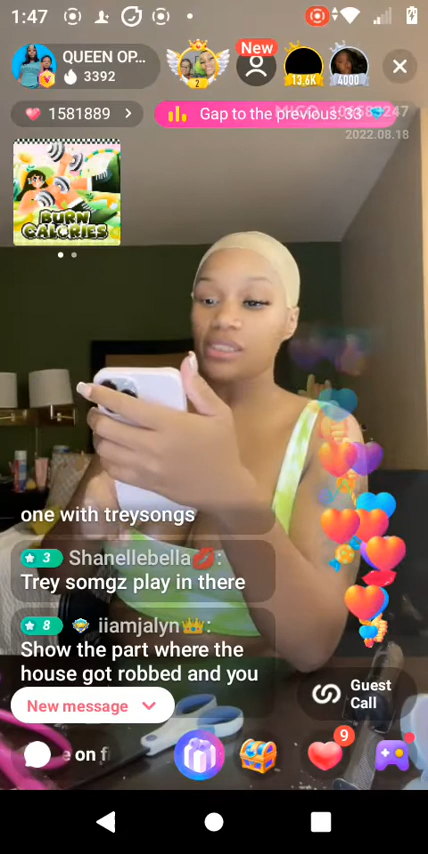 1:47
QUEEN OP...
3392
2
New
13.6K
4000
1581889
Gap to the previous: 33
2022.08.18
BURN
CALORIES
one with treysongs
3 Shanellebella💋:
Trey somgz play in there
8 iiamjalyn👑:
Show the part where the
house got robbed and you
New message
Guest
Call
e on f
9